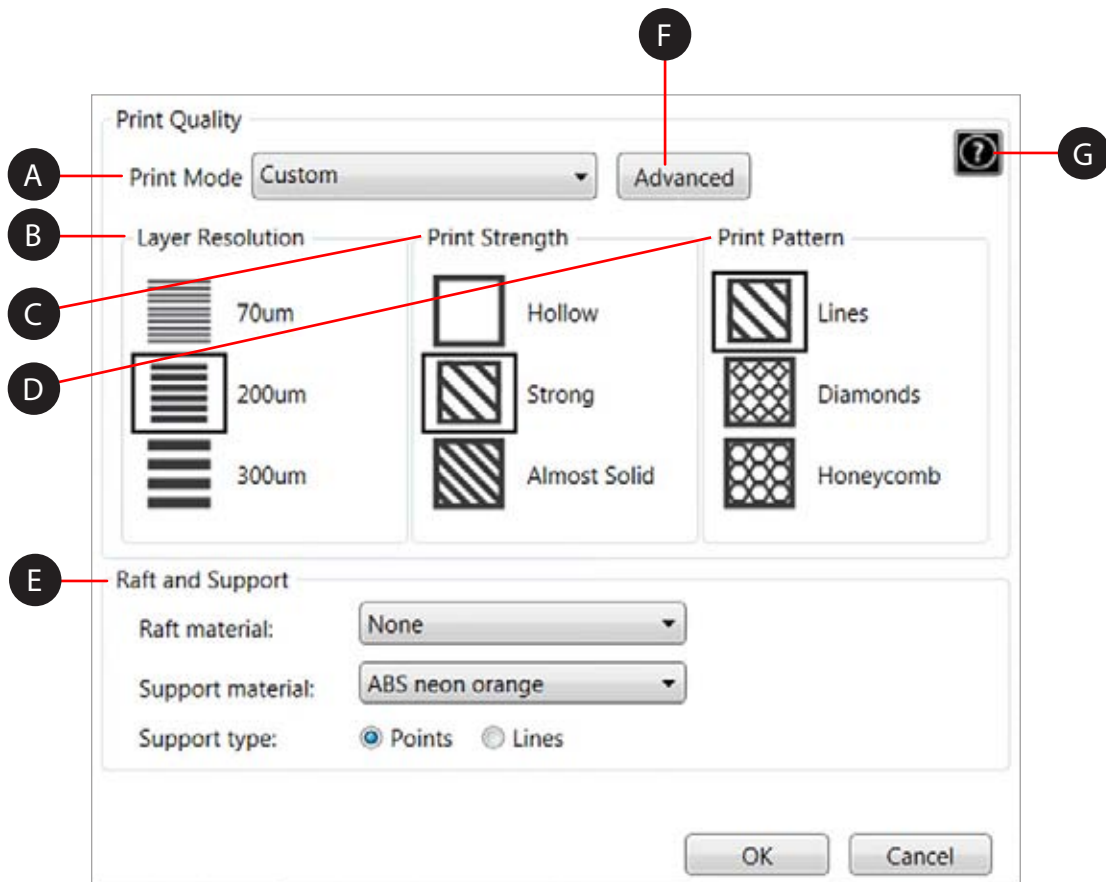 F
Print Quality
?
G
A
Print Mode Custom Advanced
B
Layer Resolution Print Strength Print Pattern
C
70um Hollow Lines
D
200um Strong Diamonds
300um Almost Solid Honeycomb
E
Raft and Support
Raft material: None
Support material: ABS neon orange
Support type: Points Lines
OK Cancel